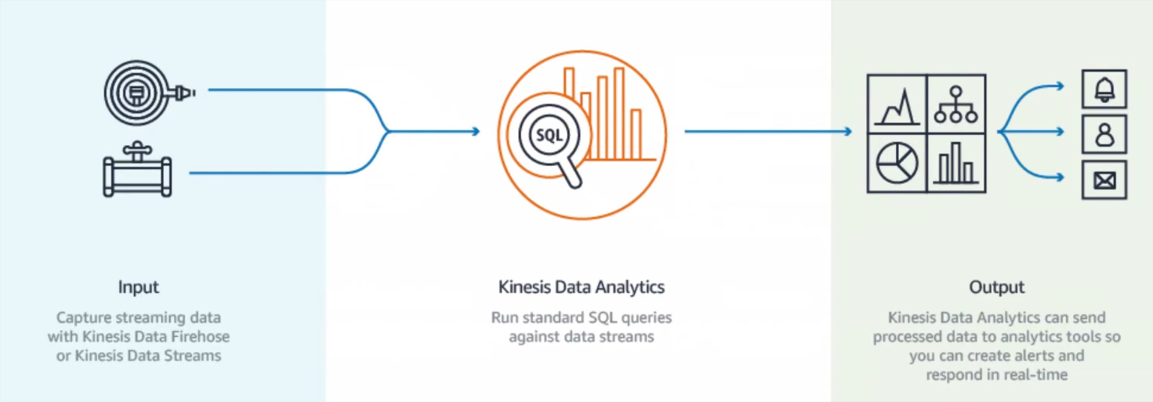 SQL
Input
Capture streaming data
with Kinesis Data Firehose
or Kinesis Data Streams
Kinesis Data Analytics
Run standard SQL queries
against data streams
Output
Kinesis Data Analytics can send
processed data to analytics tools so
you can create alerts and
respond in real-time